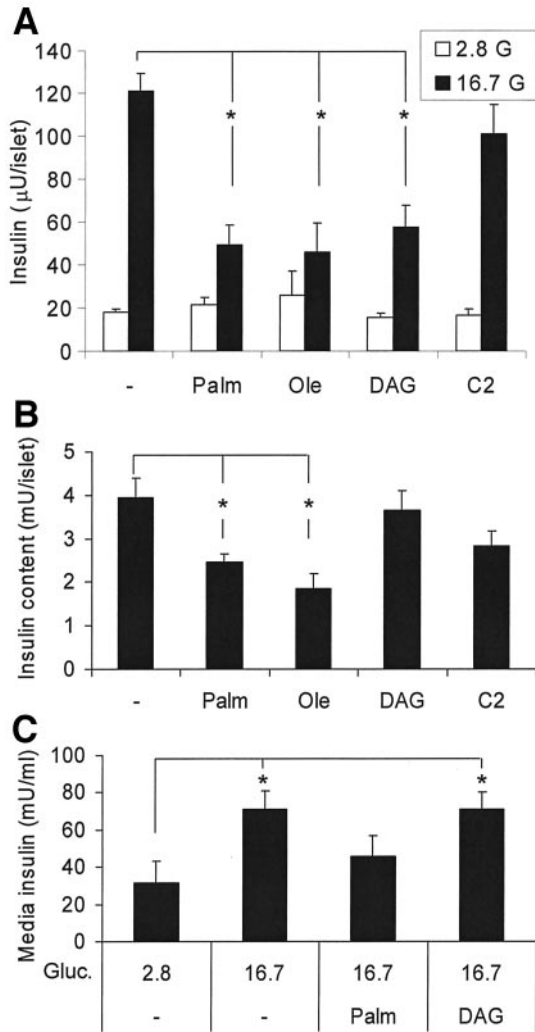 A
140
120
100
80
60
40
20
0
Insulin (μU/islet)
2.8 G
16.7 G
* * *
- Palm Ole DAG C2
B
5
4
3
2
1
0
Insulin content (mU/islet)
* *
- Palm Ole DAG C2
C
100
80
60
40
20
0
Media insulin (mU/ml)
* *
Gluc. 2.8 16.7 16.7 16.7
- - Palm DAG